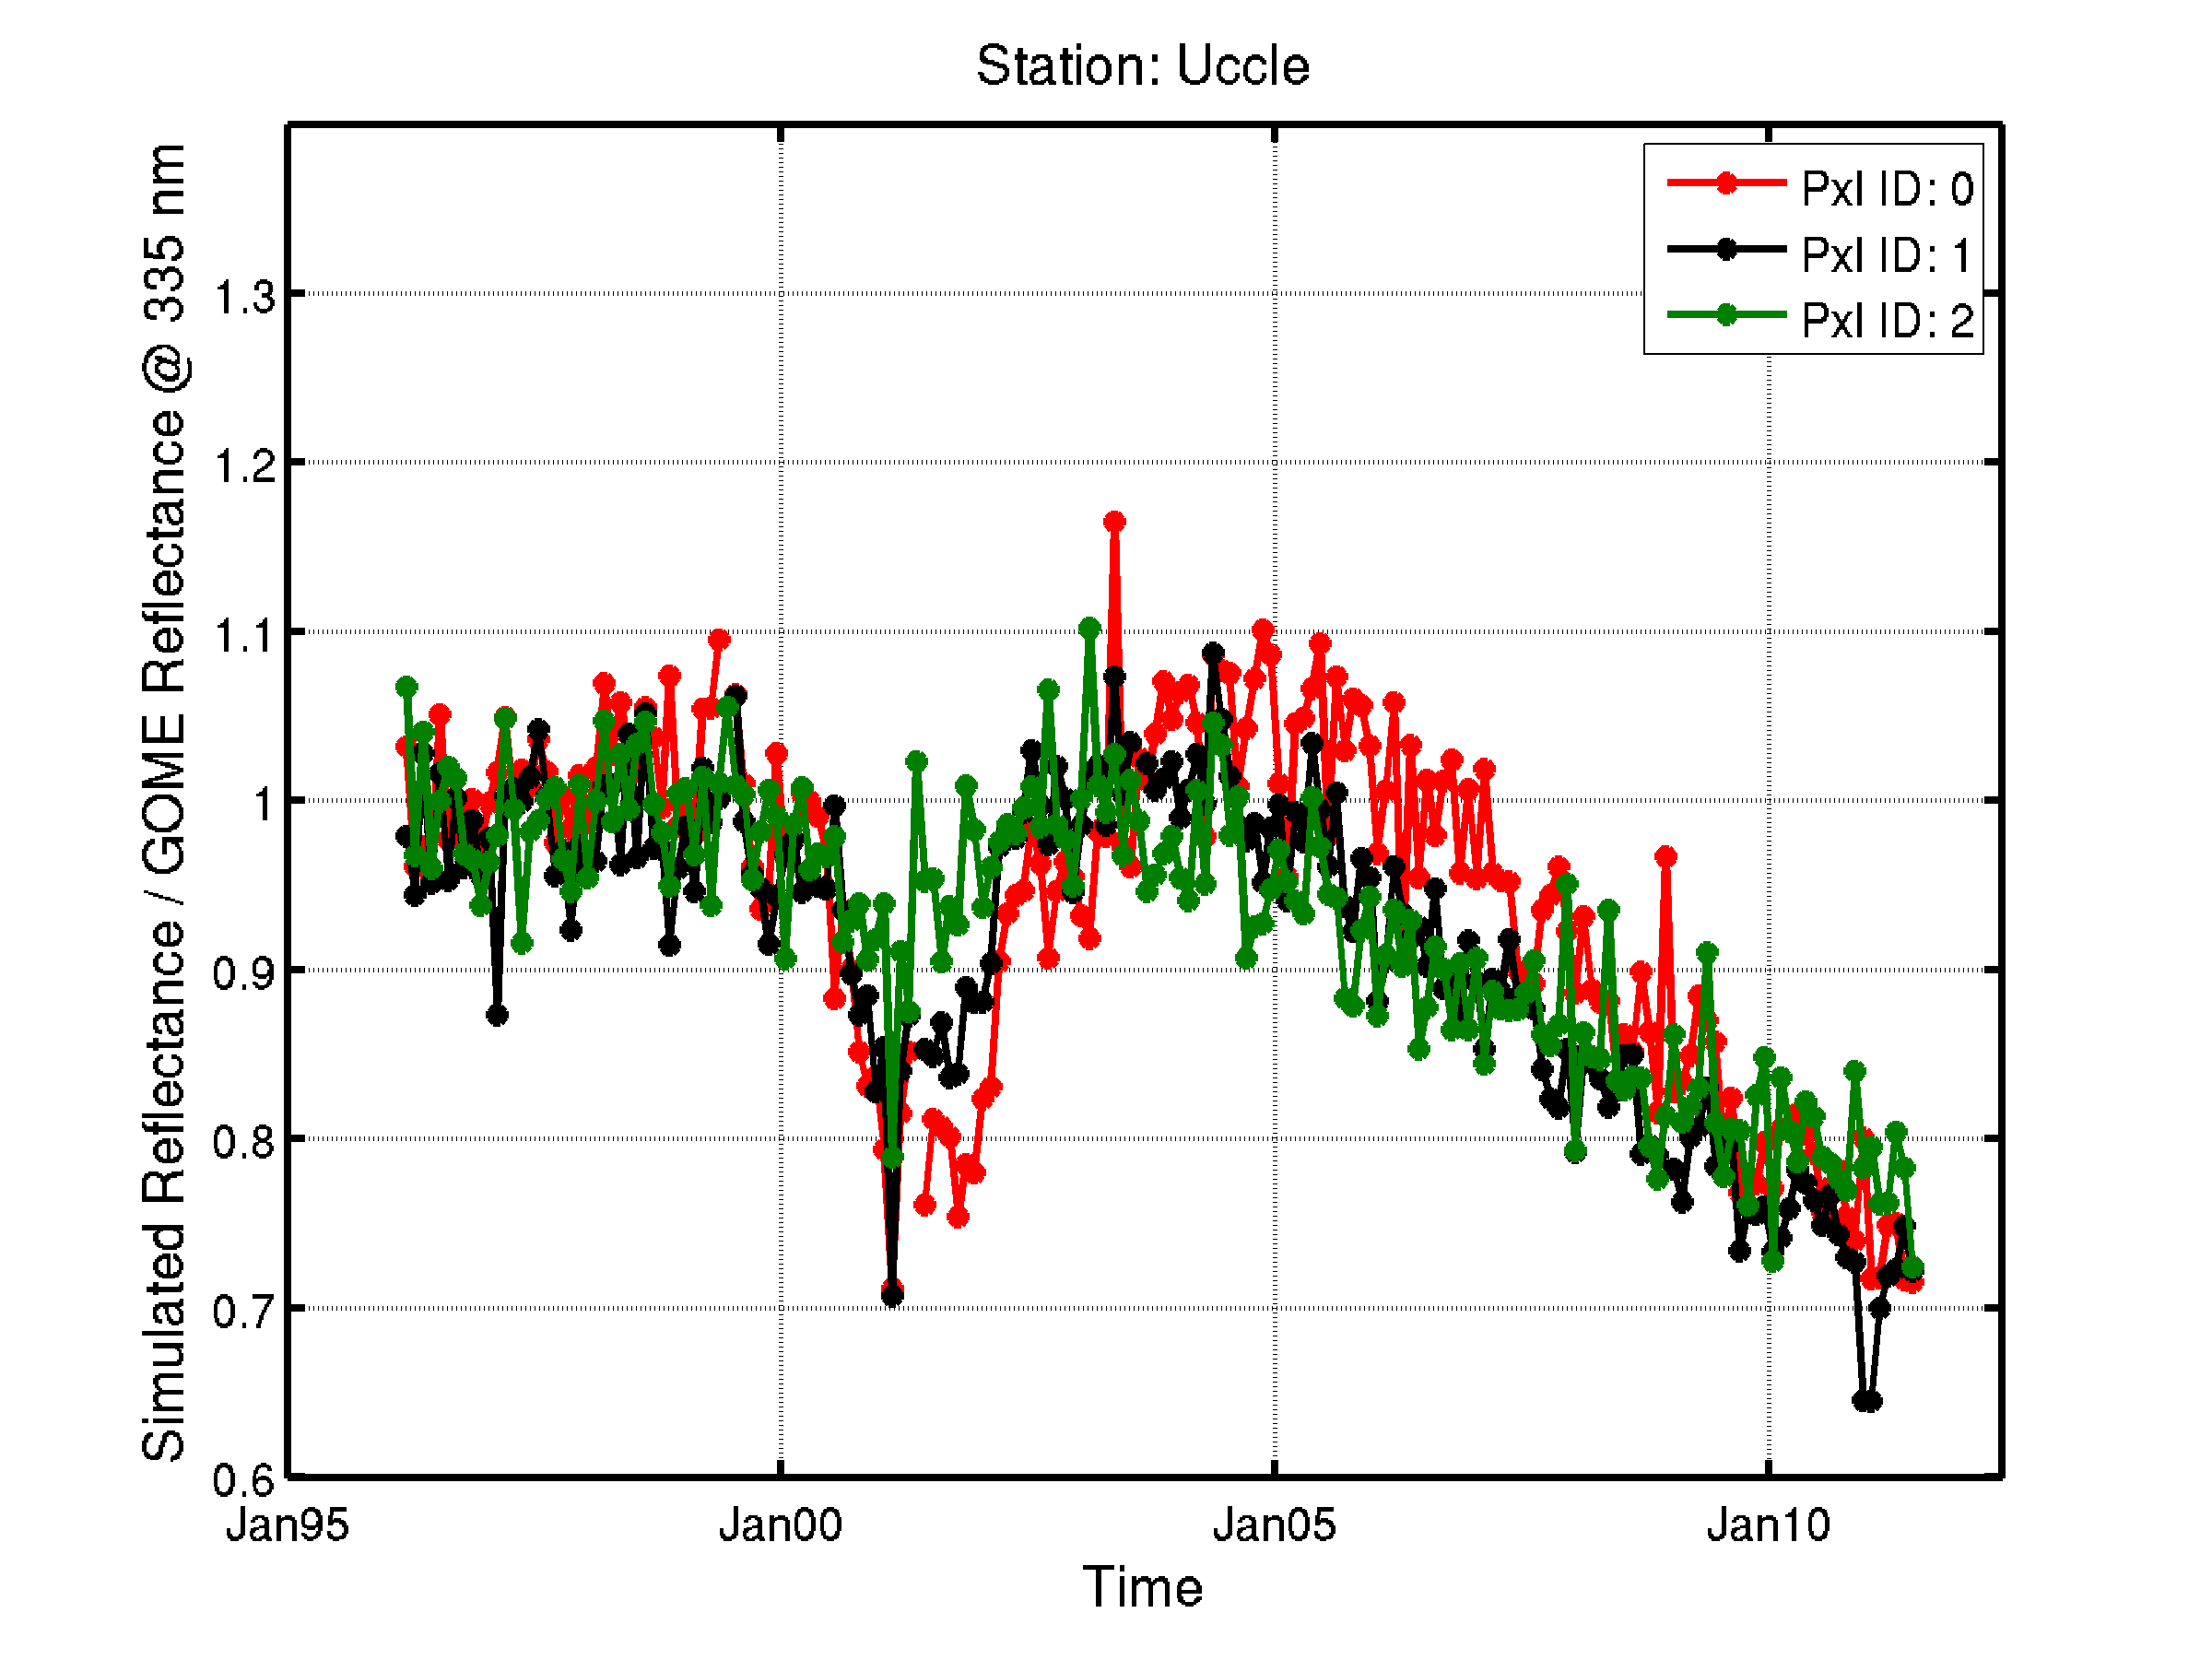 Station: Uccle
Simulated Reflectance / GOME Reflectance @ 335 nm
1.3
1.2
1.1
1
0.9
0.8
0.7
0.6
Pxl ID: 0
Pxl ID: 1
Pxl ID: 2
Jan95
Jan00
Jan05
Jan10
Time